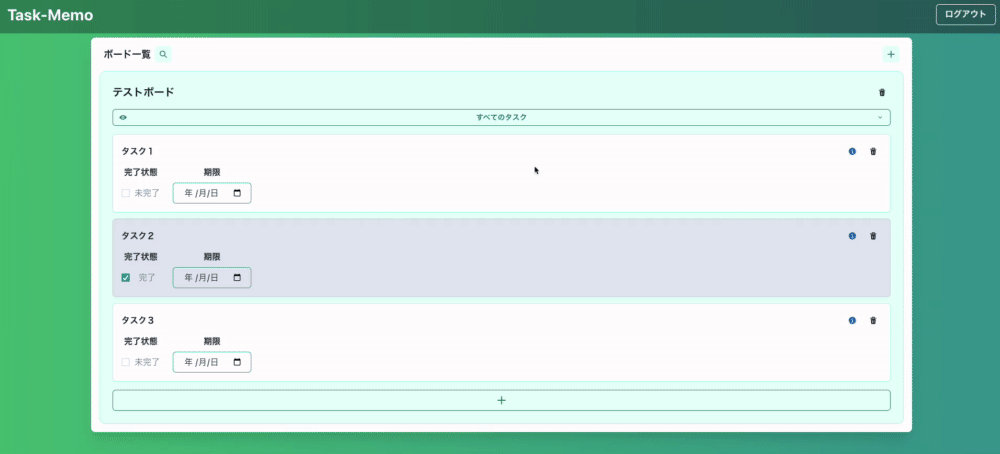 Task-Memo
ログアウト
ボード一覧
テストボード
すべてのタスク
タスク１
完了状態 期限
未完了 年 /月/日
タスク２
完了状態 期限
完了 年 /月/日
タスク３
完了状態 期限
未完了 年 /月/日